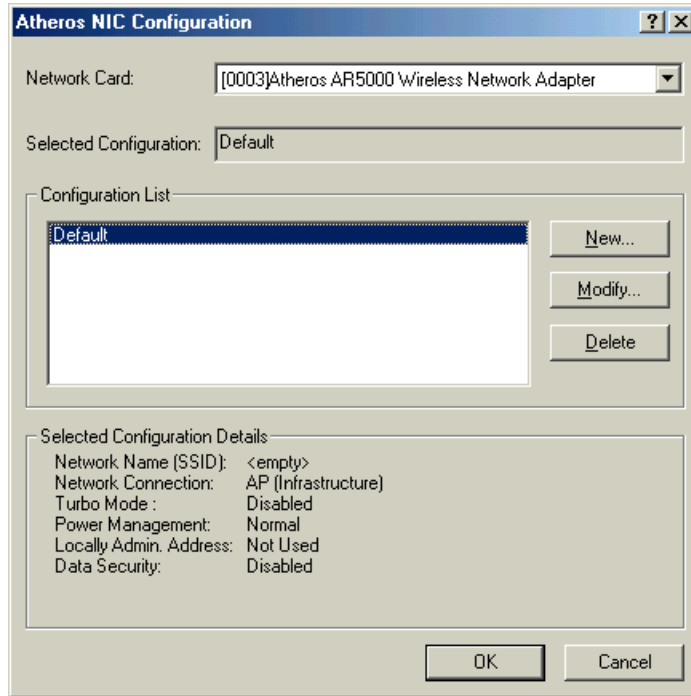 Atheros NIC Configuration
Network Card: [0003]Atheros AR5000 Wireless Network Adapter
Selected Configuration: Default
Configuration List
Default
New...
Modify...
Delete
Selected Configuration Details
Network Name (SSID): <empty>
Network Connection: AP (Infrastructure)
Turbo Mode : Disabled
Power Management: Normal
Locally Admin. Address: Not Used
Data Security: Disabled
OK Cancel